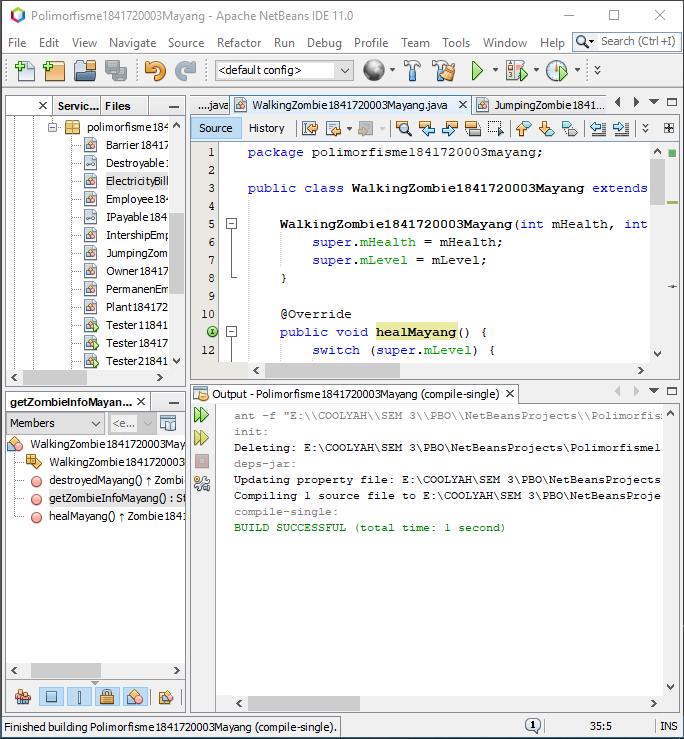 Polimorfisme1841720003Mayang - Apache NetBeans IDE 11.0
File Edit View Navigate Source Refactor Run Debug Profile Team Tools Window Help Search (Ctrl+I)
<default config>
Servic... Files
....java WalkingZombie1841720003Mayang.java JumpingZombie1841...
Source History
polimorfisme184
Barrier18417
Destroyable1
ElectricityBill
Employee184
IPayable184
IntershipEmp
JumpingZom
Owner18417
PermanenEm
Plant184172
Tester11841
Tester18417
Tester21841
1 package polimorfisme1841720003mayang;
2
3 public class WalkingZombie1841720003Mayang extends
4
5 WalkingZombie1841720003Mayang(int mHealth, int
6 super.mHealth = mHealth;
7 super.mLevel = mLevel;
8 }
9
10 @Override
public void healMayang() {
12 switch (super.mLevel) {
getZombieInfoMayan...
Members <e...
WalkingZombie1841720003May
WalkingZombie1841720003
destroyedMayang() ↑ Zombi
getZombieInfoMayang() : St
healMayang() ↑ Zombie1841
Output - Polimorfisme1841720003Mayang (compile-single)
ant -f "E:\\COOLYAH\\SEM 3\\PBO\\NetBeansProjects\\Polimorfism
init:
Deleting: E:\COOLYAH\SEM 3\PBO\NetBeansProjects\Polimorfisme1
deps-jar:
Updating property file: E:\COOLYAH\SEM 3\PBO\NetBeansProjects
Compiling 1 source file to E:\COOLYAH\SEM 3\PBO\NetBeansProje
compile-single:
BUILD SUCCESSFUL (total time: 1 second)
Finished building Polimorfisme1841720003Mayang (compile-single). 1 35:5 INS